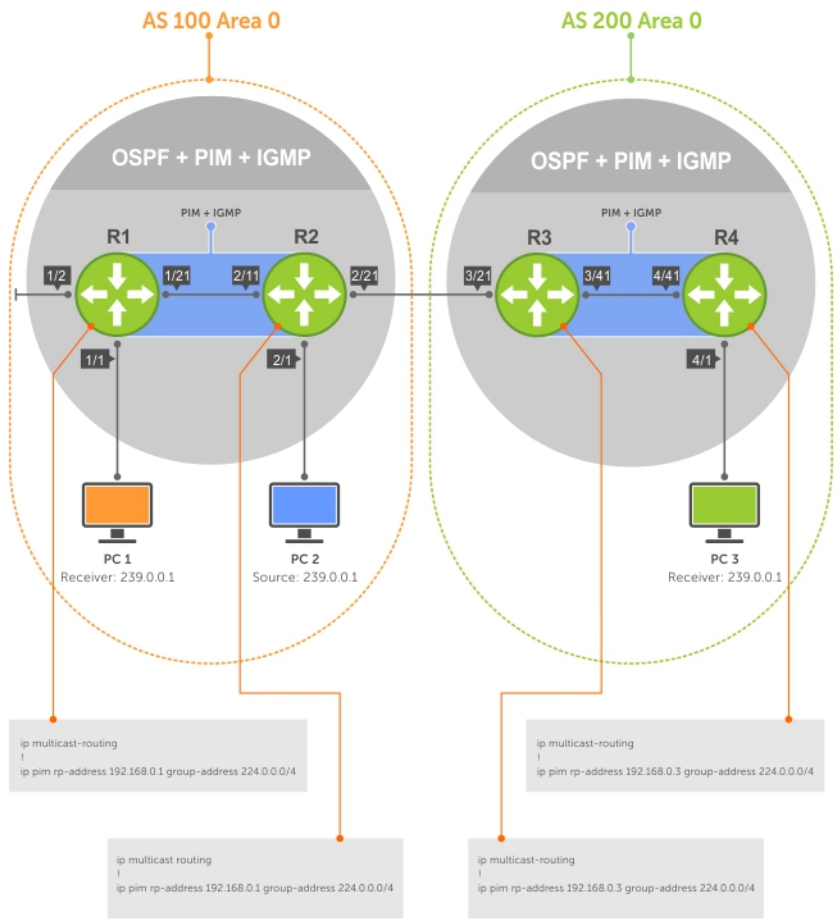 AS 100 Area 0
AS 200 Area 0
OSPF + PIM + IGMP
OSPF + PIM + IGMP
PIM + IGMP
PIM + IGMP
R1
R2
R3
R4
1/2
1/21
2/11
2/21
3/21
3/41
4/41
1/1
2/1
4/1
PC 1
Receiver: 239.0.0.1
PC 2
Source: 239.0.0.1
PC 3
Receiver: 239.0.0.1
ip multicast-routing
!
ip pim rp-address 192.168.0.1 group-address 224.0.0.0/4
ip multicast-routing
!
ip pim rp-address 192.168.0.3 group-address 224.0.0.0/4
ip multicast routing
!
ip pim rp-address 192.168.0.1 group-address 224.0.0.0/4
ip multicast-routing
!
ip pim rp-address 192.168.0.3 group-address 224.0.0.0/4